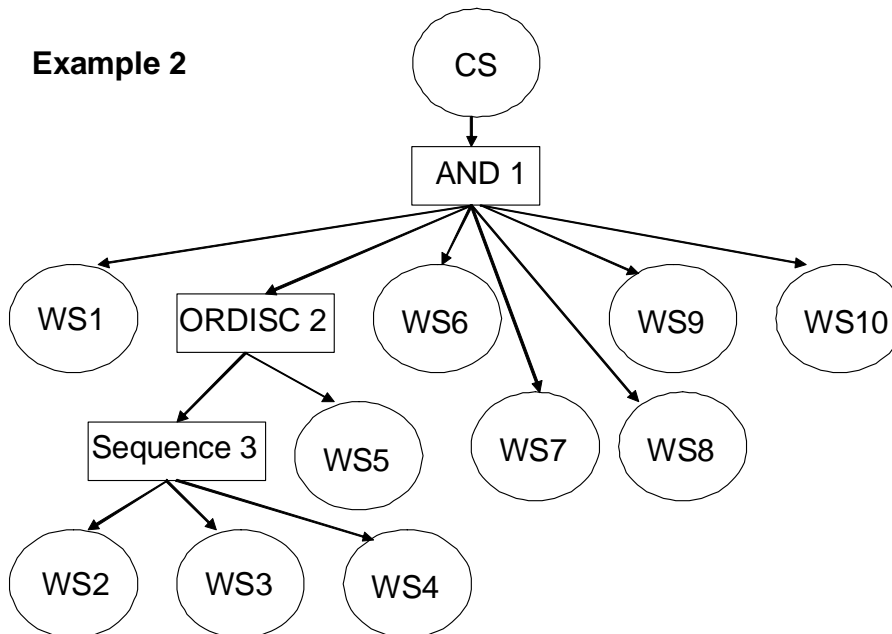 Example 2
CS
AND 1
WS1
ORDISC 2
WS6
WS9
WS10
Sequence 3
WS5
WS7
WS8
WS2
WS3
WS4